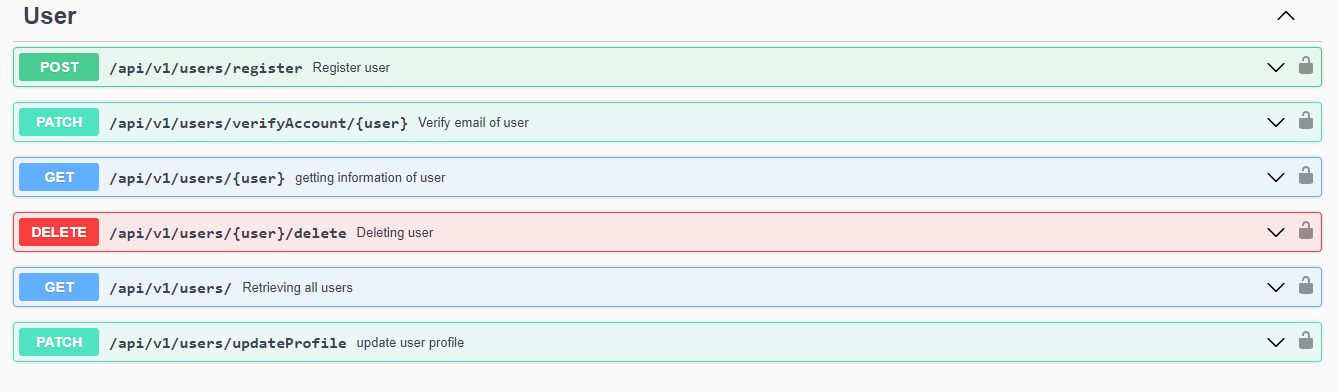 User
POST /api/v1/users/register Register user
PATCH /api/v1/users/verifyAccount/{user} Verify email of user
GET /api/v1/users/{user} getting information of user
DELETE /api/v1/users/{user}/delete Deleting user
GET /api/v1/users/ Retrieving all users
PATCH /api/v1/users/updateProfile update user profile